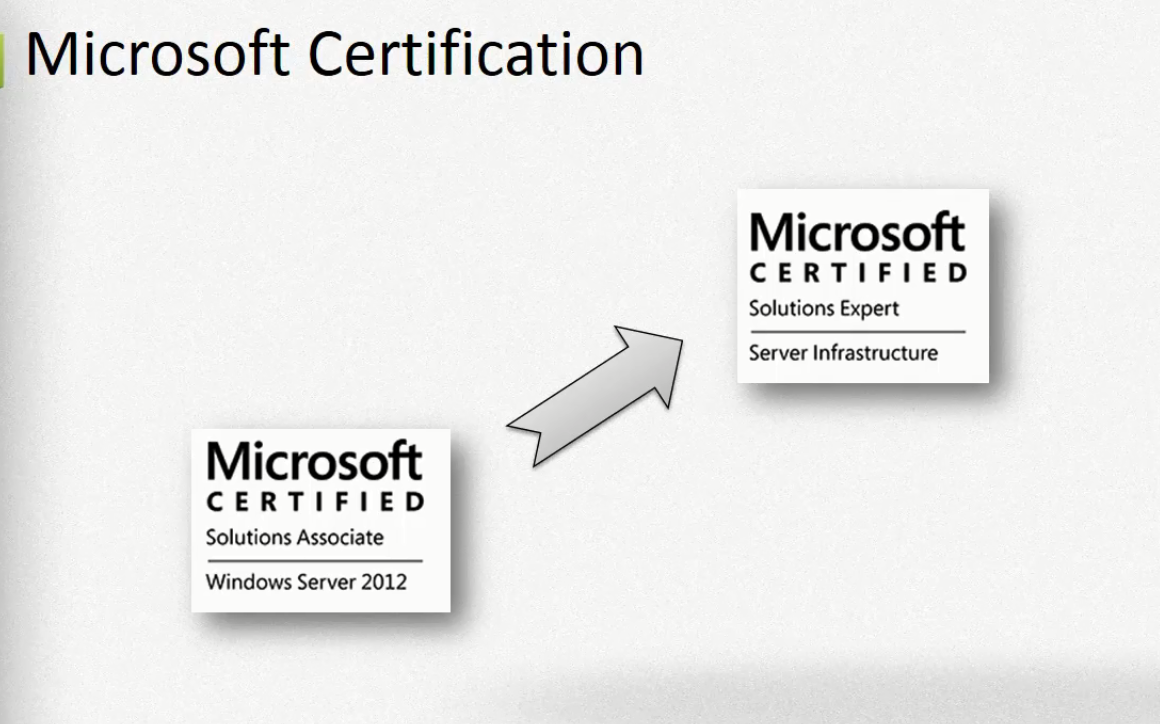 Microsoft Certification
Microsoft
CERTIFIED
Solutions Expert
Server Infrastructure
Microsoft
CERTIFIED
Solutions Associate
Windows Server 2012